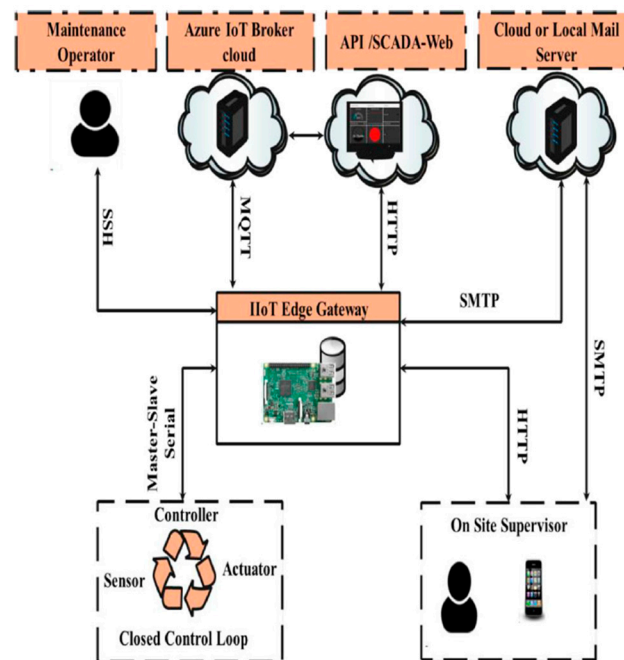 Maintenance
Operator
Azure IoT Broker
cloud
API /SCADA-Web
Cloud or Local Mail
Server
SSH
MQTT
HTTP
IIoT Edge Gateway
SMTP
SMTP
Master-Slave
Serial
HTTP
Controller
Sensor
Actuator
Closed Control Loop
On Site Supervisor